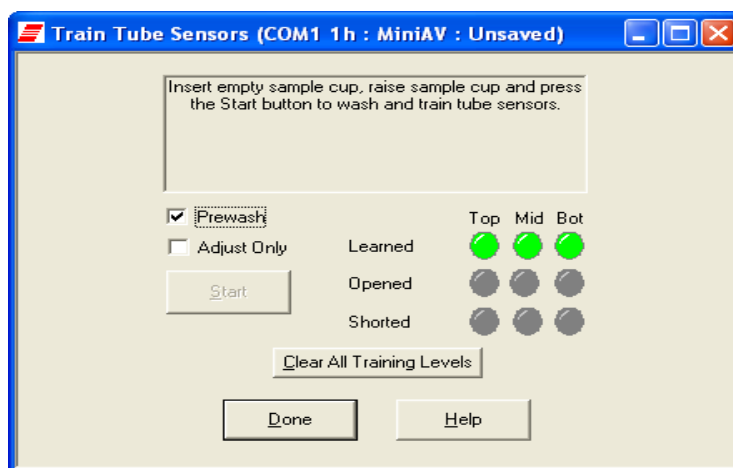 Train Tube Sensors (COM1 1h : MiniAV : Unsaved)
Insert empty sample cup, raise sample cup and press
the Start button to wash and train tube sensors.
Prewash
Top Mid Bot
Adjust Only
Learned
Start
Opened
Shorted
Clear All Training Levels
Done
Help